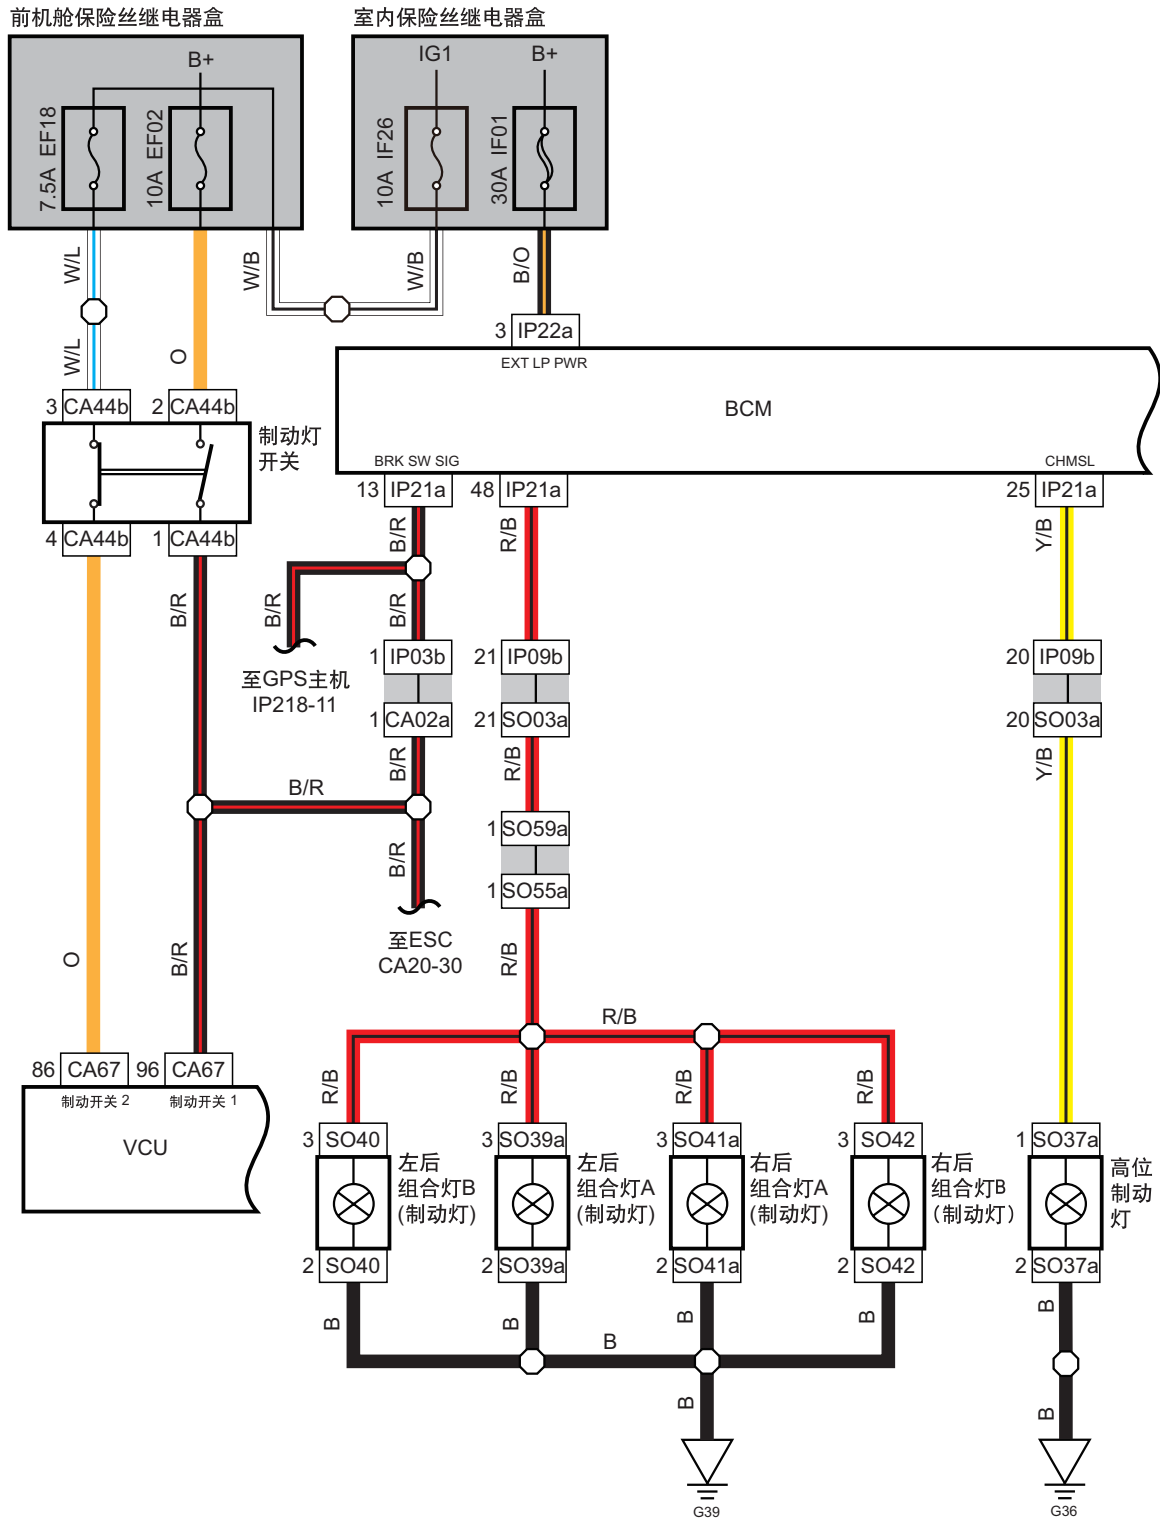 前机舱保险丝继电器盒
室内保险丝继电器盒
B+
IG1
B+
7.5A EF18
10A EF02
10A IF26
30A IF01
W/L
W/B
W/B
B/O
W/L
O
3 IP22a
EXT LP PWR
BCM
3 CA44b
2 CA44b
制动灯
开关
BRK SW SIG
CHMSL
13 IP21a
48 IP21a
25 IP21a
4 CA44b
1 CA44b
B/R
R/B
Y/B
B/R
B/R
B/R
1 IP03b
21 IP09b
20 IP09b
至GPS主机
IP218-11
1 CA02a
21 SO03a
20 SO03a
B/R
R/B
Y/B
B/R
1 SO59a
B/R
1 SO55a
至ESC
CA20-30
O
B/R
R/B
R/B
86 CA67
96 CA67
制动开关 2
制动开关 1
VCU
R/B
R/B
R/B
R/B
3 SO40
3 SO39a
3 SO41a
3 SO42
1 SO37a
左后
组合灯B
(制动灯)
左后
组合灯A
(制动灯)
右后
组合灯A
(制动灯)
右后
组合灯B
（制动灯）
高位
制动
灯
2 SO40
2 SO39a
2 SO41a
2 SO42
2 SO37a
B
B
B
B
B
B
B
B
G39
G36